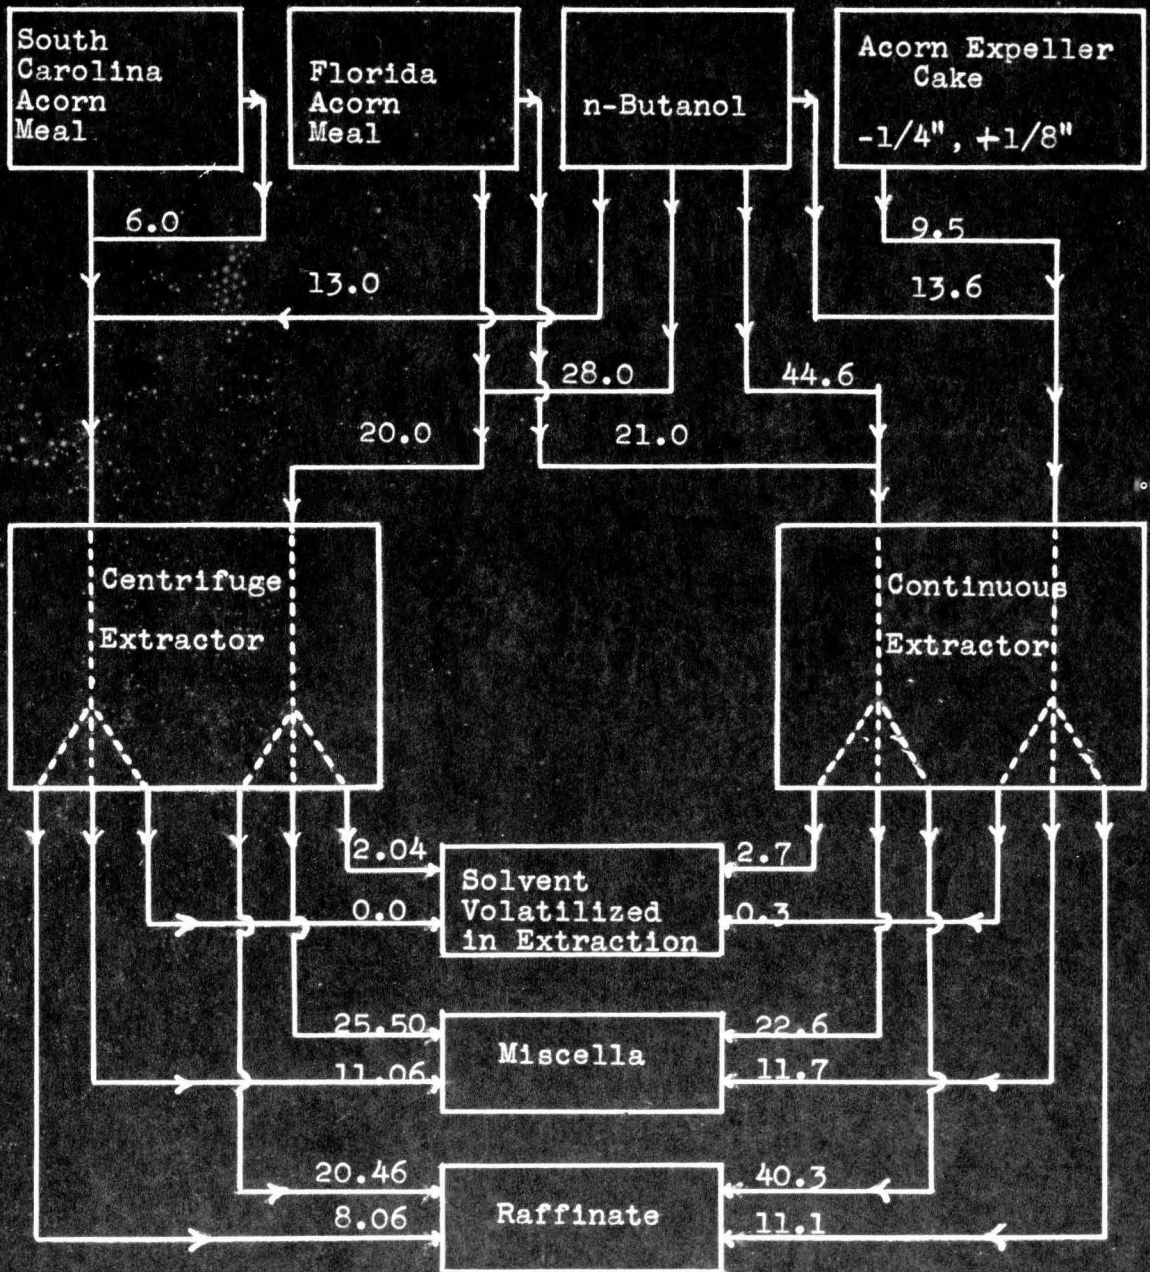 South
Carolina
Acorn
Meal
Florida
Acorn
Meal
n-Butanol
Acorn Expeller
Cake
-1/4", +1/8"
6.0
9.5
13.0
13.6
28.0
44.6
20.0
21.0
Centrifuge
Extractor
Continuous
Extractor
2.04
2.7
Solvent
Volatilized
in Extraction
0.0
0.3
25.50
22.6
Miscella
11.06
11.7
20.46
40.3
Raffinate
8.06
11.1